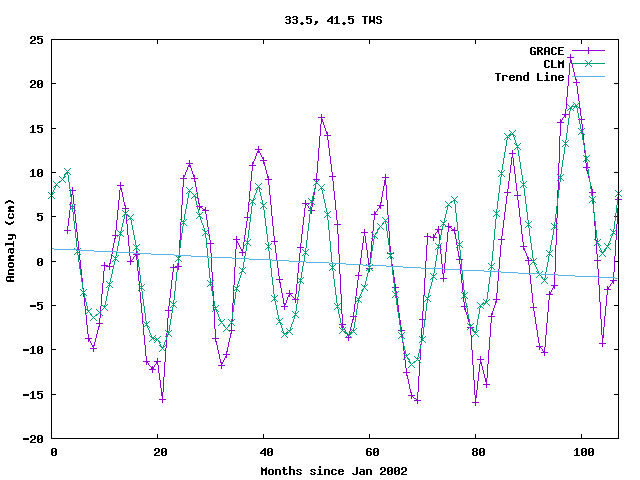 33.5, 41.5 TWS
GRACE
CLM
Trend Line
25
20
15
10
5
0
-5
-10
-15
-20
Anomaly (cm)
0 20 40 60 80 100
Months since Jan 2002